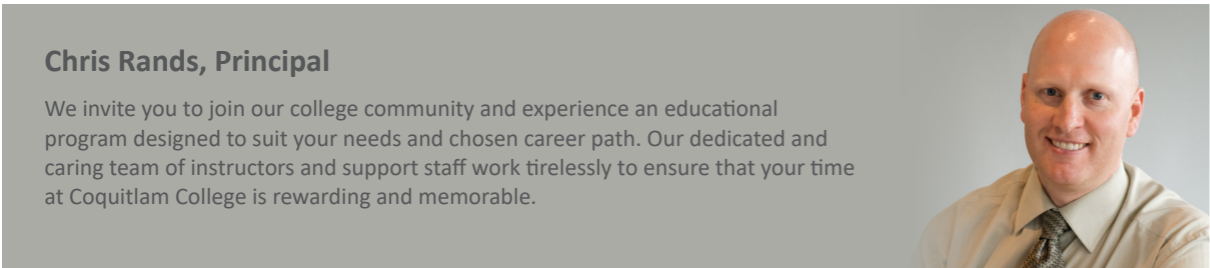 Chris Rands, Principal
We invite you to join our college community and experience an educational
program designed to suit your needs and chosen career path. Our dedicated and
caring team of instructors and support staff work tirelessly to ensure that your time
at Coquitlam College is rewarding and memorable.